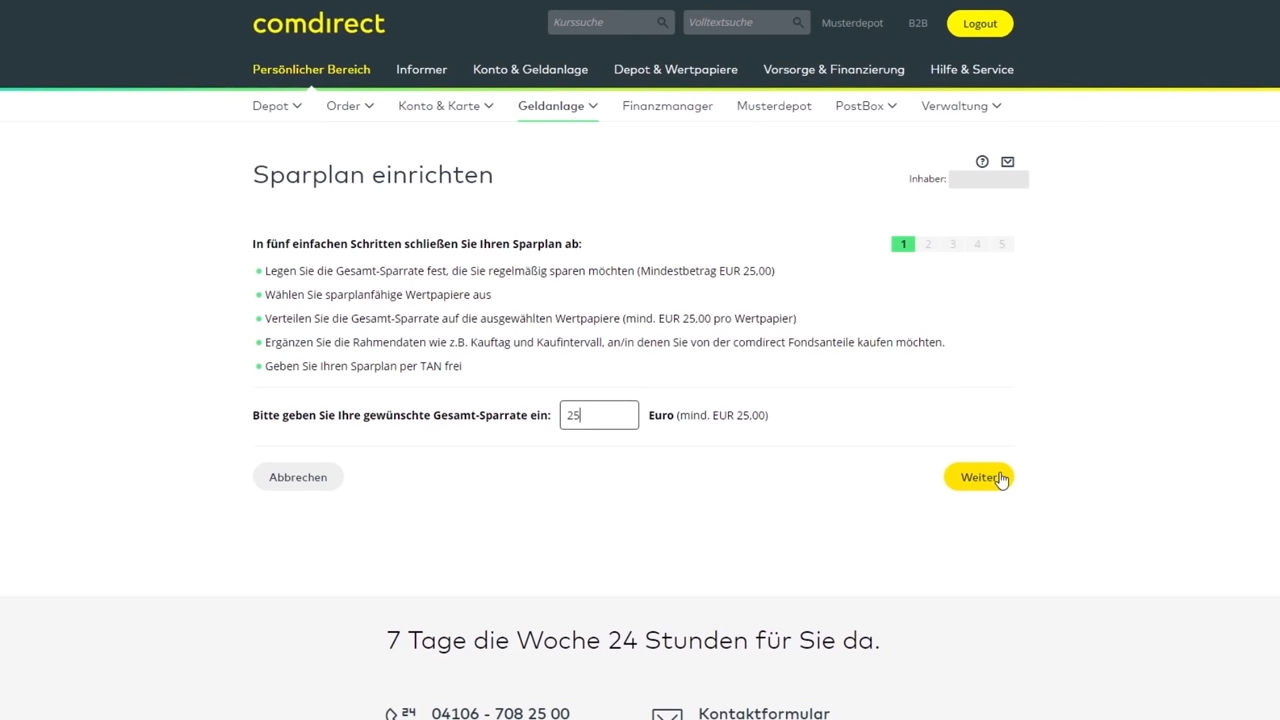 comdirect
Kurssuche
Volltextsuche
Musterdepot
B2B
Logout
Persönlicher Bereich
Informer
Konto & Geldanlage
Depot & Wertpapiere
Vorsorge & Finanzierung
Hilfe & Service
Depot
Order
Konto & Karte
Geldanlage
Finanzmanager
Musterdepot
PostBox
Verwaltung
Sparplan einrichten
?
Inhaber:
In fünf einfachen Schritten schließen Sie Ihren Sparplan ab:
1 2 3 4 5
Legen Sie die Gesamt-Sparrate fest, die Sie regelmäßig sparen möchten (Mindestbetrag EUR 25,00)
Wählen Sie sparplanfähige Wertpapiere aus
Verteilen Sie die Gesamt-Sparrate auf die ausgewählten Wertpapiere (mind. EUR 25,00 pro Wertpapier)
Ergänzen Sie die Rahmendaten wie z.B. Kauftag und Kaufintervall, an/in denen Sie von der comdirect Fondsanteile kaufen möchten.
Geben Sie Ihren Sparplan per TAN frei
Bitte geben Sie Ihre gewünschte Gesamt-Sparrate ein: 25 Euro (mind. EUR 25,00)
Abbrechen
Weiter
7 Tage die Woche 24 Stunden für Sie da.
24 04106 - 708 25 00
Kontaktformular